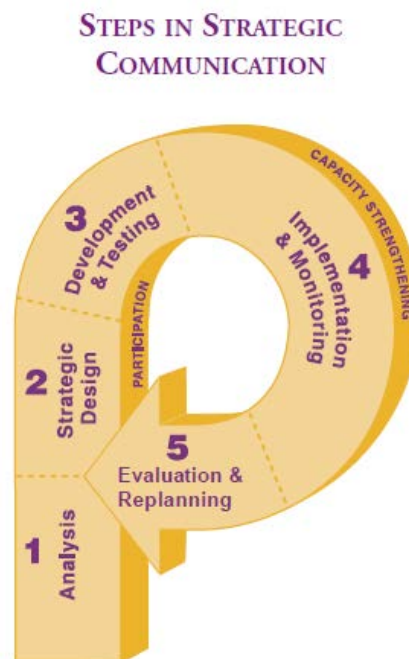 STEPS IN STRATEGIC
COMMUNICATION
1
Analysis
2
Strategic
Design
3
Development
& Testing
4
Implementation
& Monitoring
5
Evaluation &
Replanning
PARTICIPATION
CAPACITY STRENGTHENING